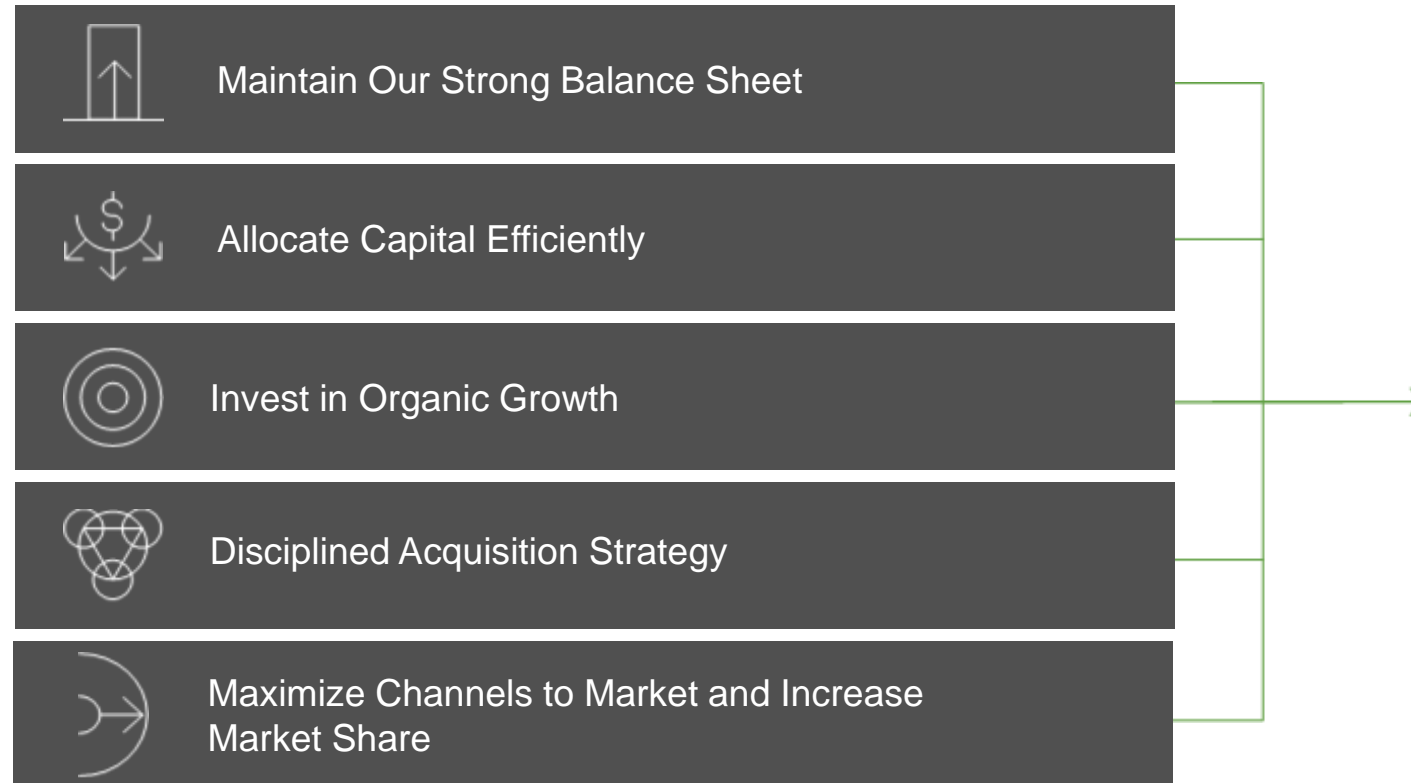 Maintain Our Strong Balance Sheet
$
Allocate Capital Efficiently
Invest in Organic Growth
Disciplined Acquisition Strategy
Maximize Channels to Market and Increase
Market Share